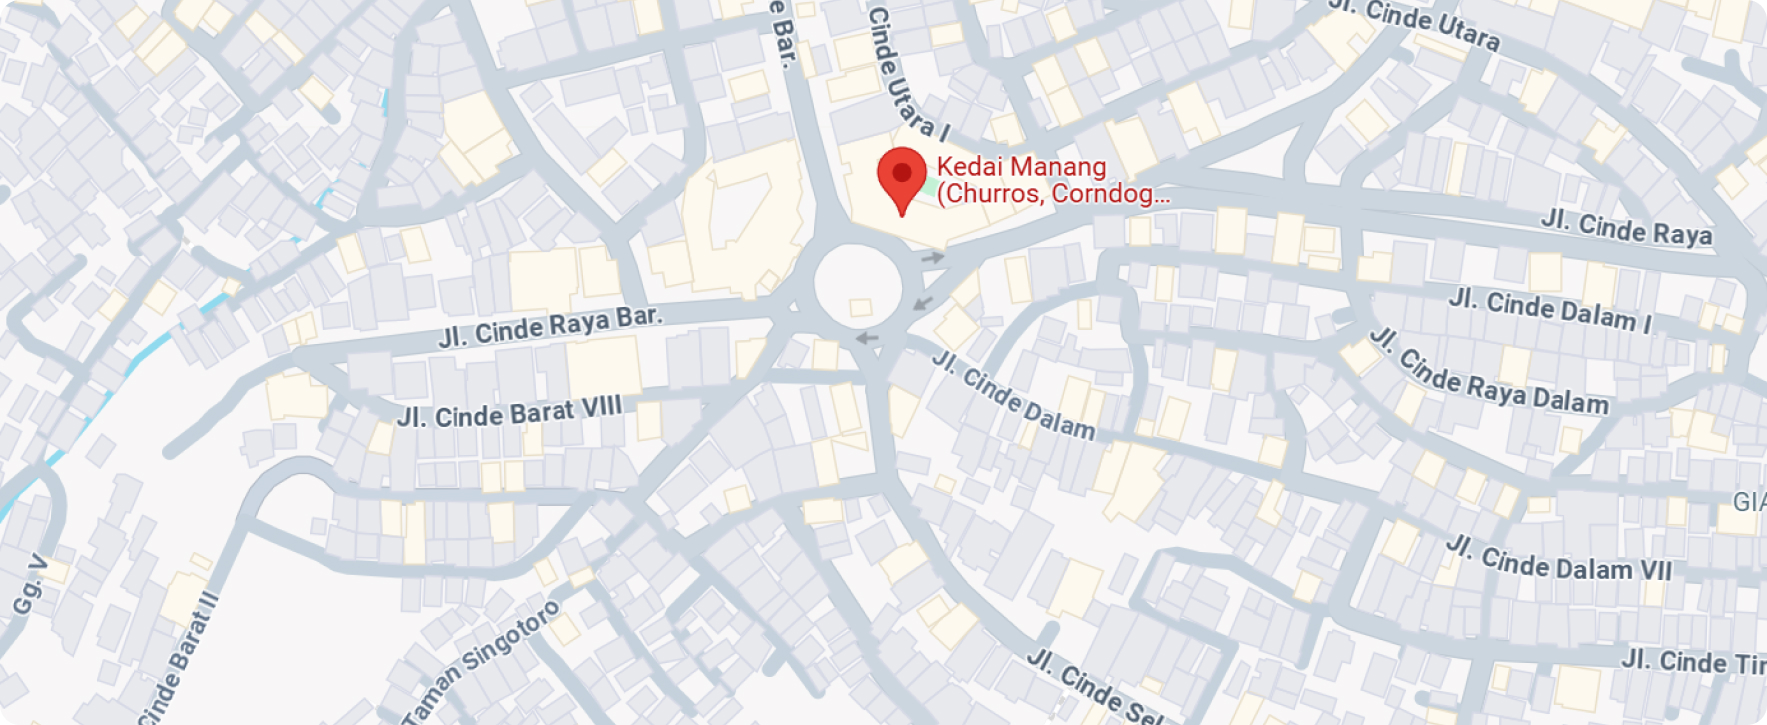 e Bar.
Cinde Utara I
Jl. Cinde Utara
Kedai Manang
(Churros, Corndog...
Jl. Cinde Raya
Jl. Cinde Raya Bar.
Jl. Cinde Dalam I
Jl. Cinde Raya Dalam
Jl. Cinde Dalam
Jl. Cinde Barat VIII
GIA
Jl. Cinde Dalam VII
Gg. V
Cinde Barat II
Taman Singotoro
Jl. Cinde Sel
Jl. Cinde Tim